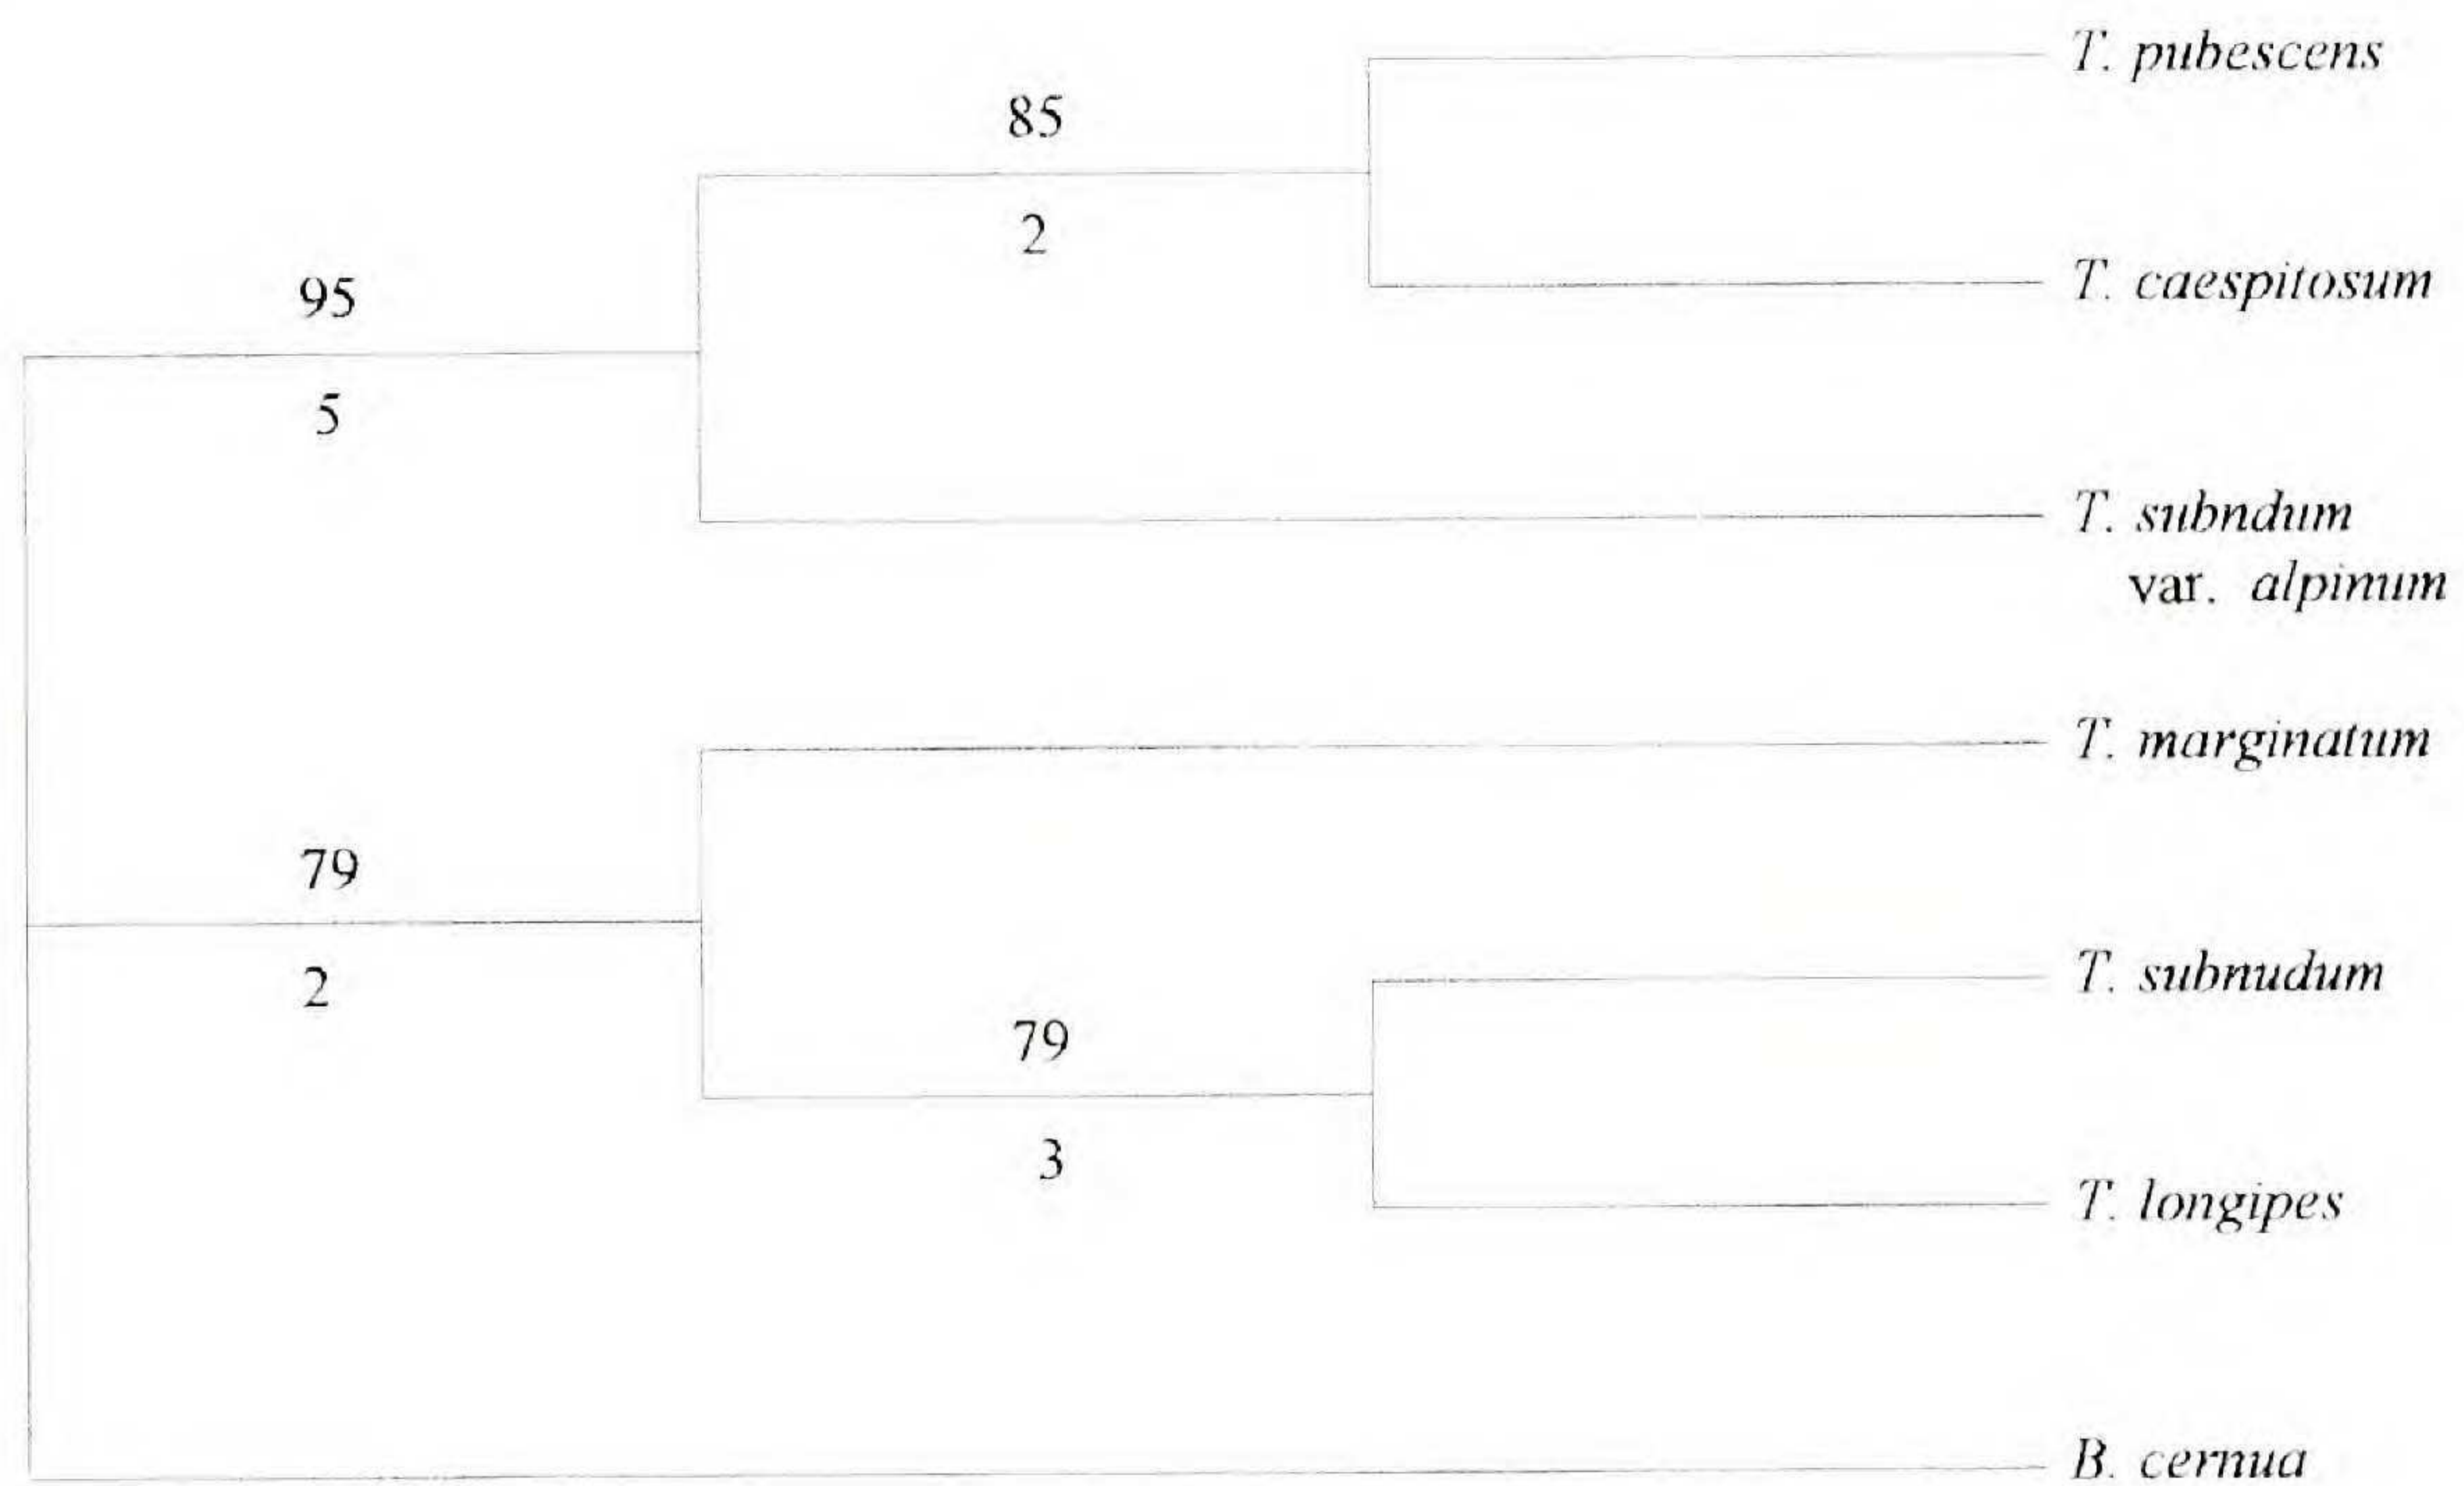 T. pubescens
85
2
T. caespitosum
95
5
T. subndum
var. alpinum
T. marginatum
79
2
T. subnudum
79
3
T. longipes
B. cernua